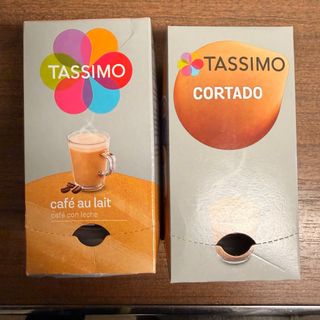 TASSIMO
café au lait
café con leche
TASSIMO
CORTADO